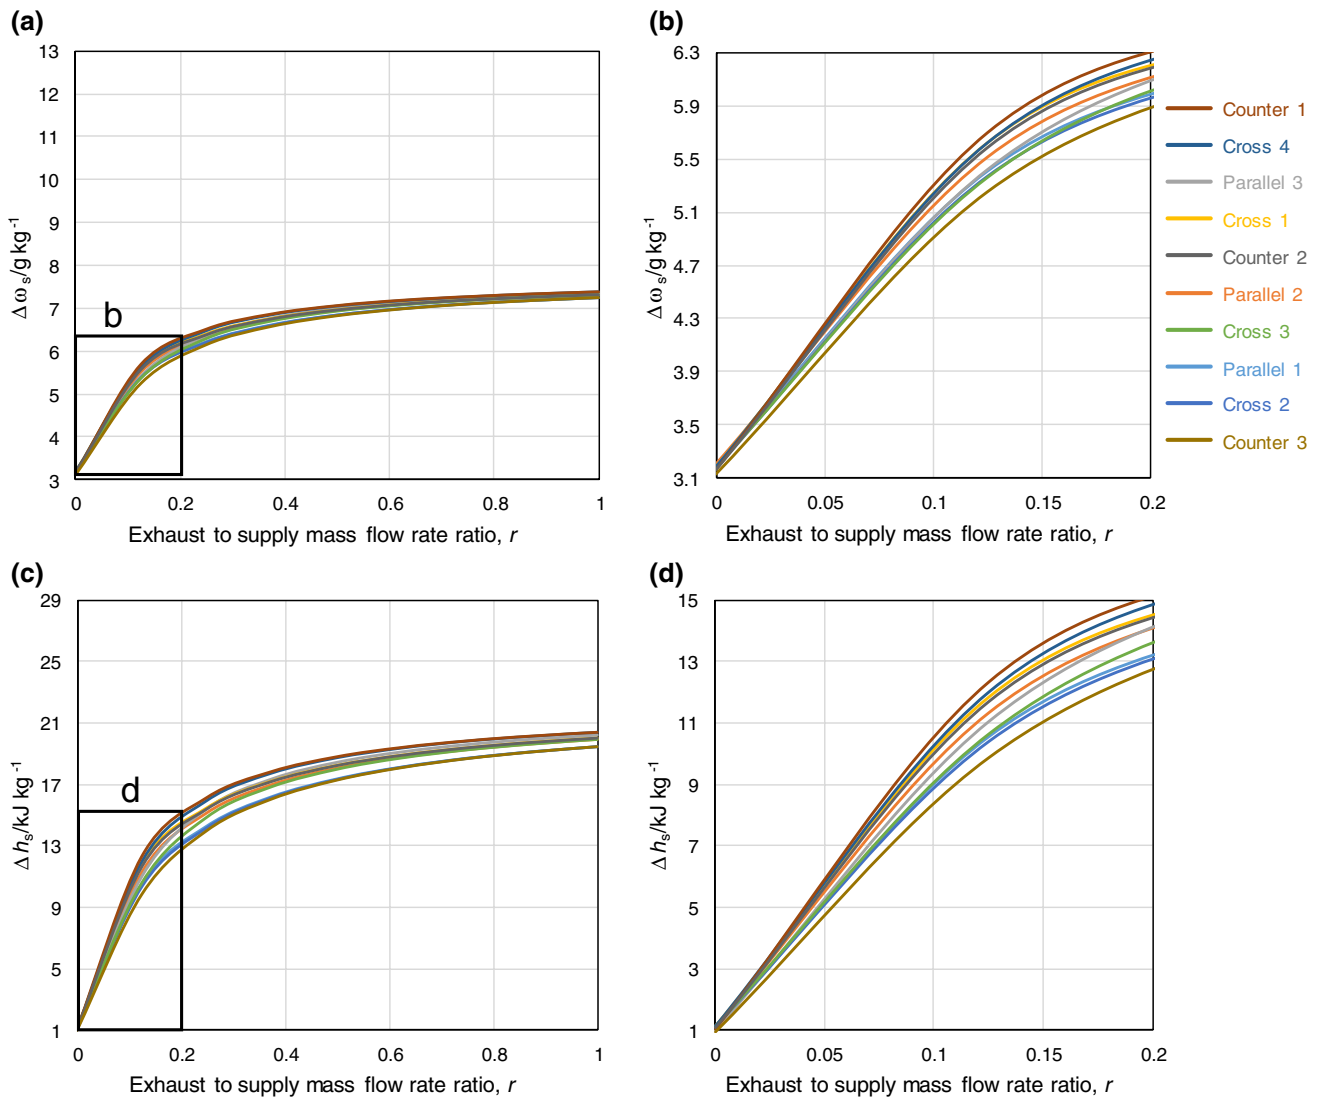 (a)
13
12
11
10
9
8
7
6
5
4
3
Δω s/g kg-1
b
0
0.2
0.4
0.6
0.8
1
Exhaust to supply mass flow rate ratio, r
(b)
6.3
5.9
5.5
5.1
4.7
4.3
3.9
3.5
3.1
Δω s/g kg-1
0
0.05
0.1
0.15
0.2
Exhaust to supply mass flow rate ratio, r
Counter 1
Cross 4
Parallel 3
Cross 1
Counter 2
Parallel 2
Cross 3
Parallel 1
Cross 2
Counter 3
(c)
29
25
21
17
13
9
5
1
Δ hs/kJ kg-1
d
0
0.2
0.4
0.6
0.8
1
Exhaust to supply mass flow rate ratio, r
(d)
15
13
11
9
7
5
3
1
Δ hs/kJ kg-1
0
0.05
0.1
0.15
0.2
Exhaust to supply mass flow rate ratio, r